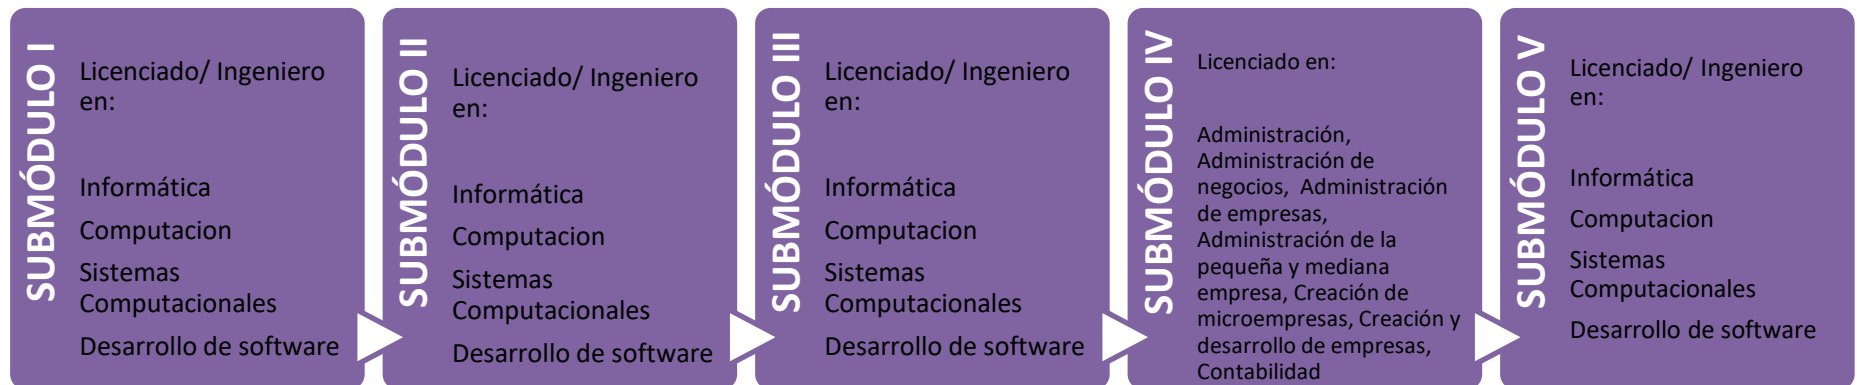 SUBMÓDULO I
Licenciado/ Ingeniero
en:
Informática
Computacion
Sistemas
Computacionales
Desarrollo de software
SUBMÓDULO II
Licenciado/ Ingeniero
en:
Informática
Computacion
Sistemas
Computacionales
Desarrollo de software
SUBMÓDULO III
Licenciado/ Ingeniero
en:
Informática
Computacion
Sistemas
Computacionales
Desarrollo de software
SUBMÓDULO IV
Licenciado en:
Administración,
Administración de
negocios, Administración
de empresas,
Administración de la
pequeña y mediana
empresa, Creación de
microempresas, Creación y
desarrollo de empresas,
Contabilidad
SUBMÓDULO V
Licenciado/ Ingeniero
en:
Informática
Computacion
Sistemas
Computacionales
Desarrollo de software